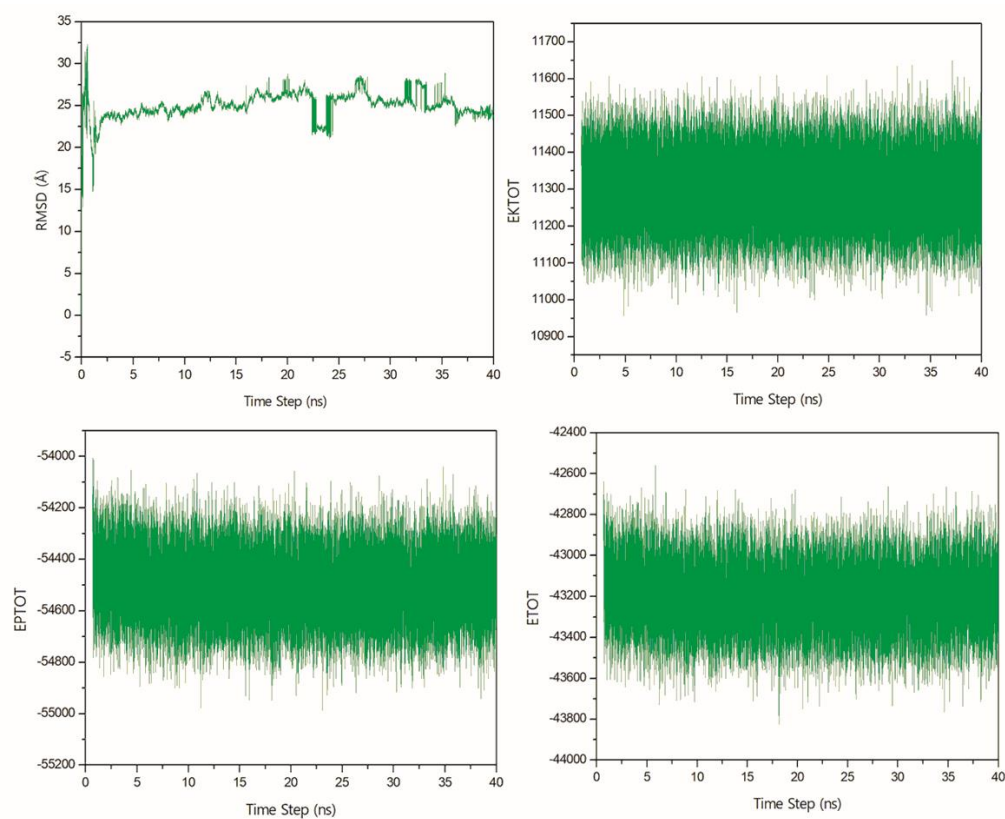 35
30
25
20
15
10
5
0
-5
RMSD (Å)
0 5 10 15 20 25 30 35 40
Time Step (ns)
11700
11600
11500
11400
11300
11200
11100
11000
10900
EKTOT
0 5 10 15 20 25 30 35 40
Time Step (ns)
-54000
-54200
-54400
-54600
-54800
-55000
-55200
EPTOT
0 5 10 15 20 25 30 35 40
Time Step (ns)
-42400
-42600
-42800
-43000
-43200
-43400
-43600
-43800
-44000
ETOT
0 5 10 15 20 25 30 35 40
Time Step (ns)